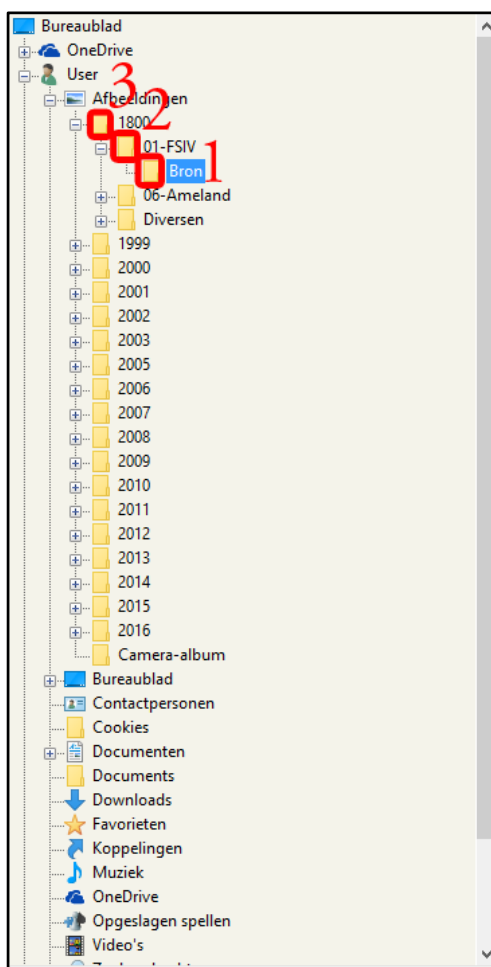 Bureaublad
OneDrive
User
3
Afbeeldingen
2
1800
01-FSIV
1
Bron
06-Ameland
Diversen
1999
2000
2001
2002
2003
2005
2006
2007
2008
2009
2010
2011
2012
2013
2014
2015
2016
Camera-album
Bureaublad
Contactpersonen
Cookies
Documenten
Documents
Downloads
Favorieten
Koppelingen
Muziek
OneDrive
Opgeslagen spellen
Video's